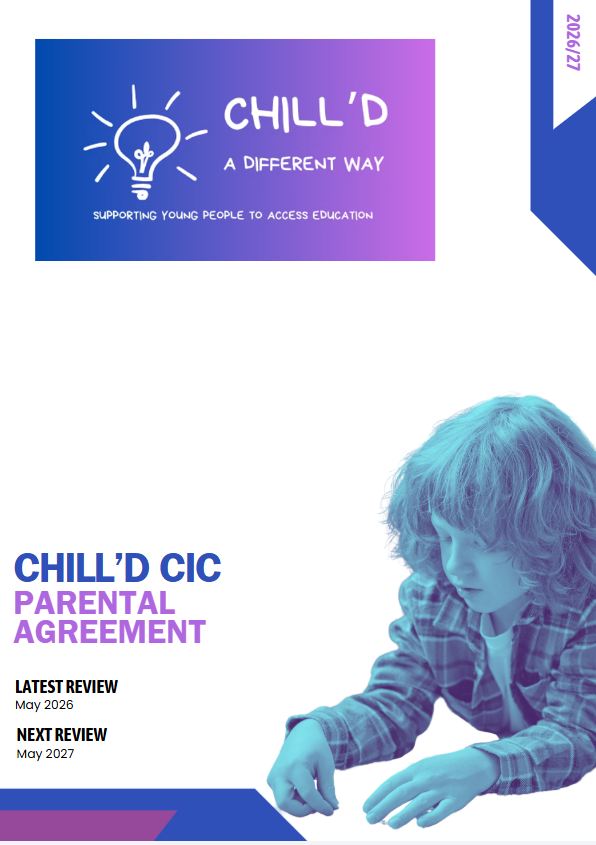 2026/27
CHILL'D
A DIFFERENT WAY
SUPPORTING YOUNG PEOPLE TO ACCESS EDUCATION
CHILL'D CIC
PARENTAL
AGREEMENT
LATEST REVIEW
May 2026
NEXT REVIEW
May 2027